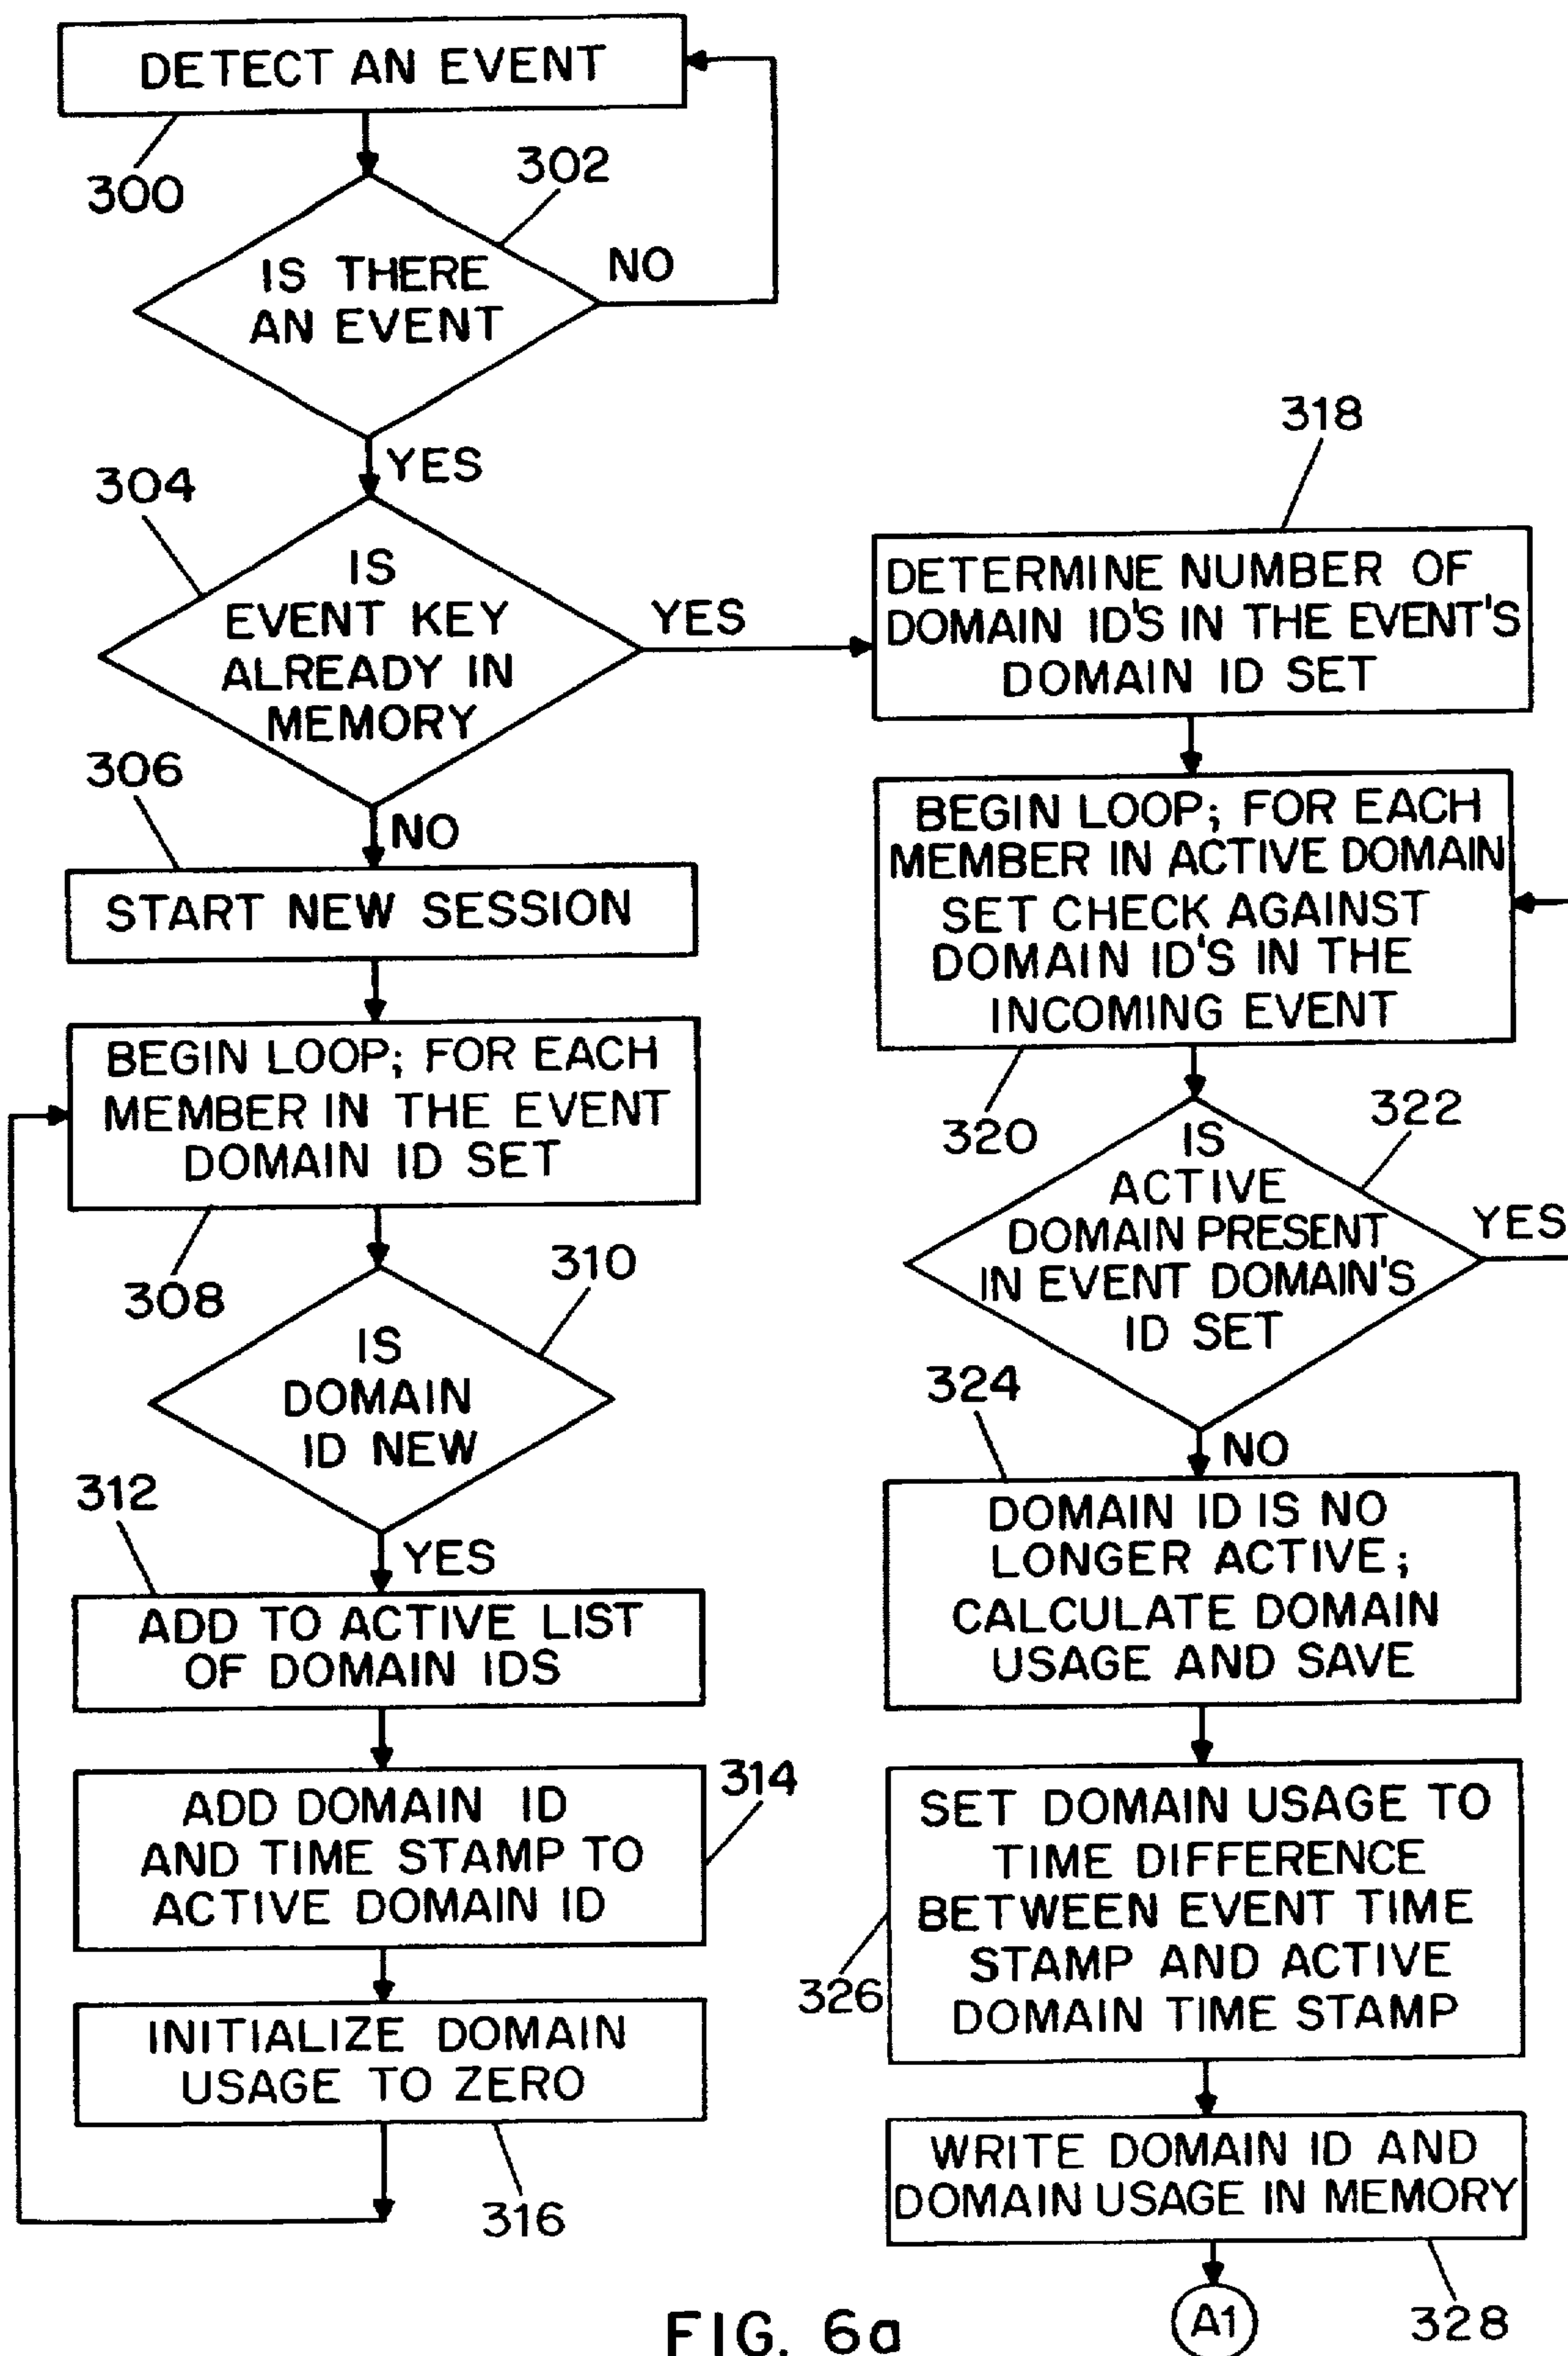 DETECT AN EVENT
300
302
IS THERE
AN EVENT
NO
YES
304
IS
EVENT KEY
ALREADY IN
MEMORY
YES
NO
306
START NEW SESSION
BEGIN LOOP; FOR EACH
MEMBER IN THE EVENT
DOMAIN ID SET
308
310
IS
DOMAIN
ID NEW
312
YES
ADD TO ACTIVE LIST
OF DOMAIN IDS
314
ADD DOMAIN ID
AND TIME STAMP TO
ACTIVE DOMAIN ID
INITIALIZE DOMAIN
USAGE TO ZERO
316
318
DETERMINE NUMBER OF
DOMAIN ID'S IN THE EVENT'S
DOMAIN ID SET
BEGIN LOOP; FOR EACH
MEMBER IN ACTIVE DOMAIN
SET CHECK AGAINST
DOMAIN ID'S IN THE
INCOMING EVENT
320
322
IS
ACTIVE
DOMAIN PRESENT
IN EVENT DOMAIN'S
ID SET
YES
324
NO
DOMAIN ID IS NO
LONGER ACTIVE;
CALCULATE DOMAIN
USAGE AND SAVE
SET DOMAIN USAGE TO
TIME DIFFERENCE
BETWEEN EVENT TIME
STAMP AND ACTIVE
DOMAIN TIME STAMP
326
WRITE DOMAIN ID AND
DOMAIN USAGE IN MEMORY
328
A1
FIG. 6a